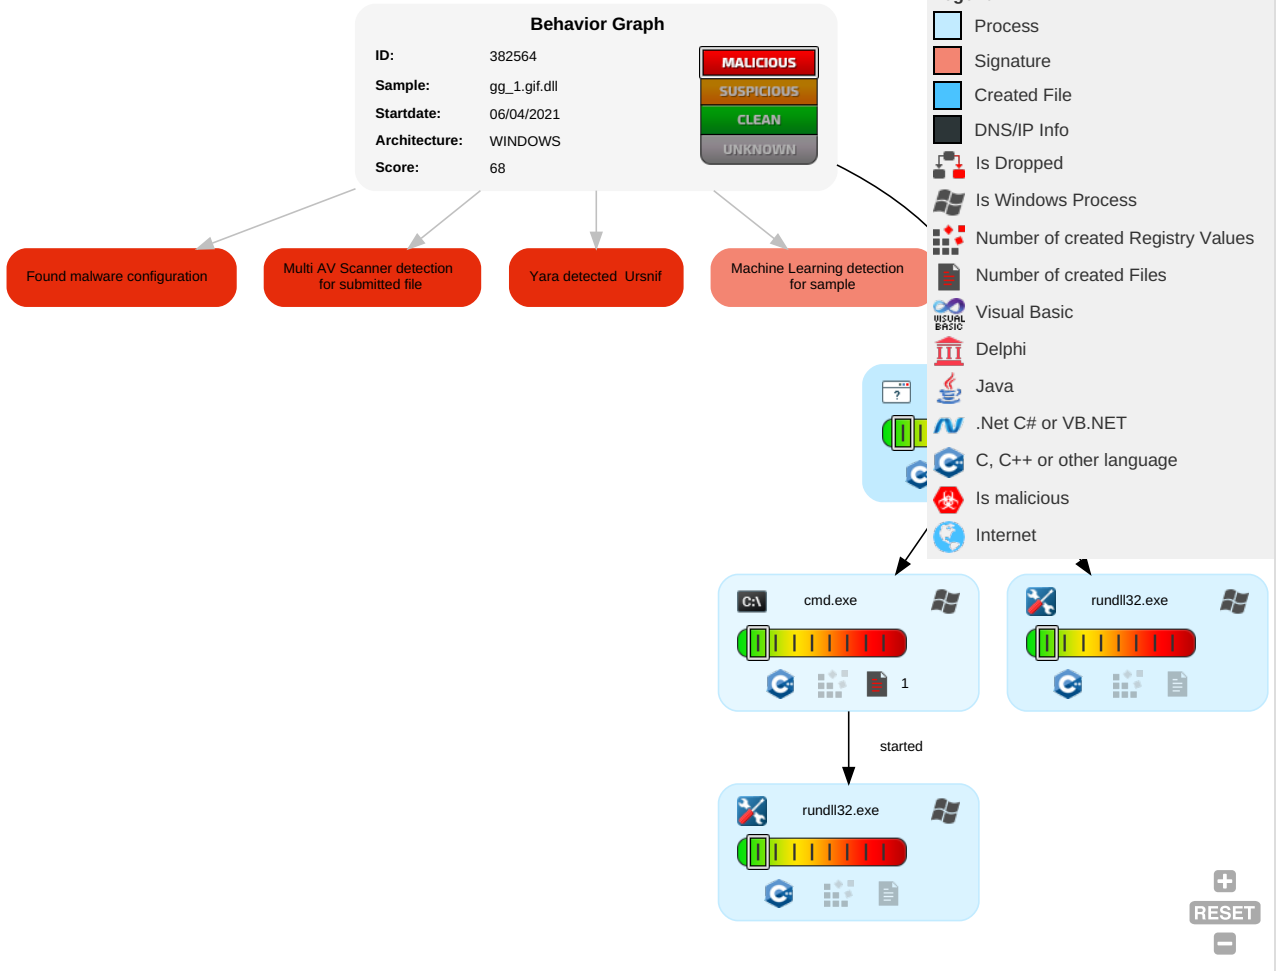 Behavior Graph
ID: 382564
Sample: gg_1.gif.dll
Startdate: 06/04/2021
Architecture: WINDOWS
Score: 68
MALICIOUS
SUSPICIOUS
CLEAN
UNKNOWN
Process
Signature
Created File
DNS/IP Info
Is Dropped
Is Windows Process
Number of created Registry Values
Number of created Files
VISUAL
BASIC
Visual Basic
Delphi
Java
.Net C# or VB.NET
C, C++ or other language
Is malicious
Internet
Found malware configuration
Multi AV Scanner detection
for submitted file
Yara detected  Ursnif
Machine Learning detection
for sample
?
C:\ cmd.exe
1
rundll32.exe
started
rundll32.exe
RESET